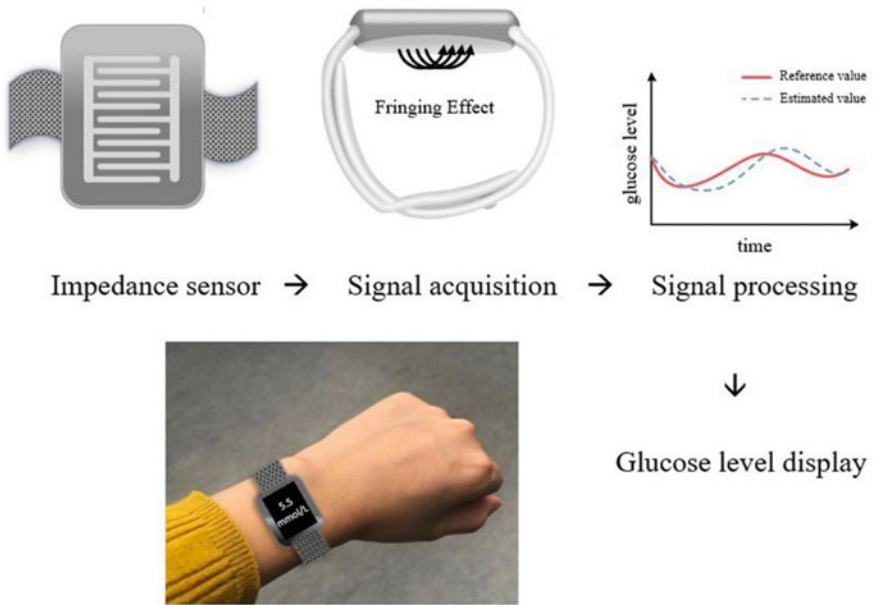 Fringing Effect
Reference value
Estimated value
glucose level
time
Impedance sensor → Signal acquisition → Signal processing
↓
Glucose level display
5.5
mmol/L